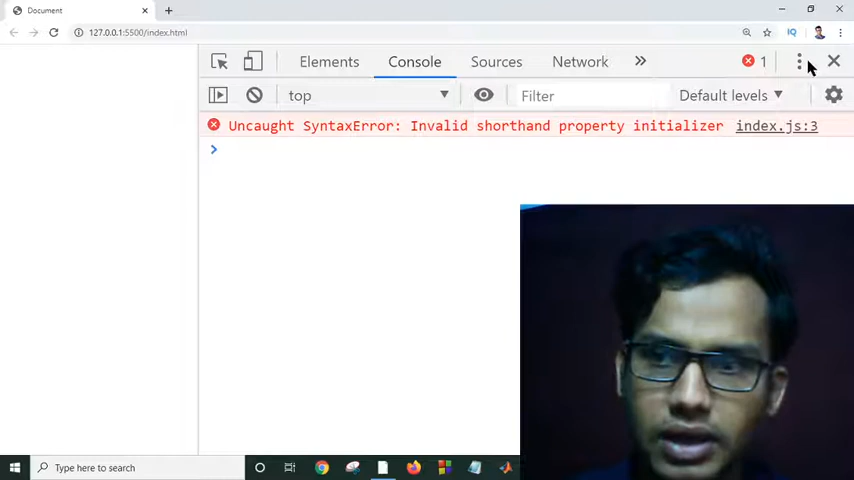 Document
127.0.0.1:5500/index.html
IQ
Elements Console Sources Network 1
top Filter Default levels
Uncaught SyntaxError: Invalid shorthand property initializer index.js:3
Type here to search